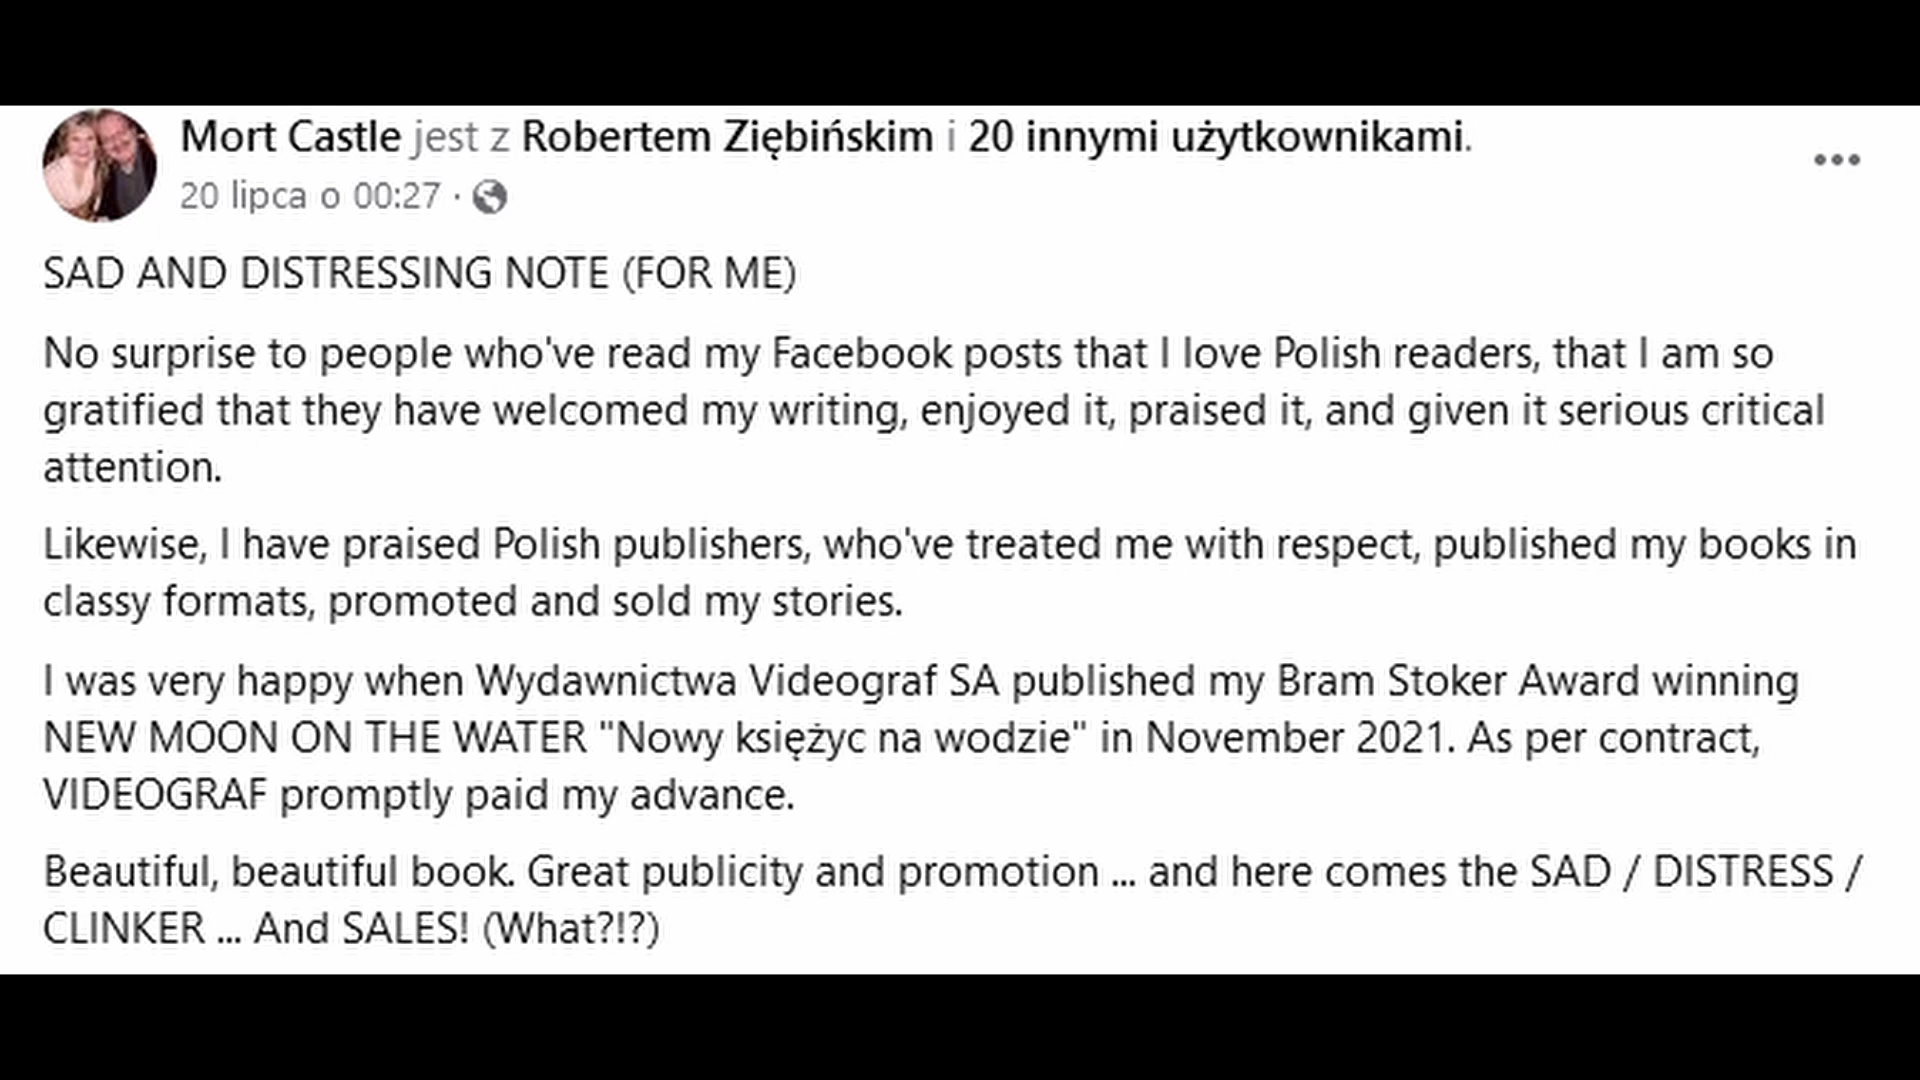 Mort Castle jest z Robertem Ziębińskim i 20 innymi użytkownikami.
20 lipca o 00:27 ·
SAD AND DISTRESSING NOTE (FOR ME)
No surprise to people who've read my Facebook posts that I love Polish readers, that I am so
gratified that they have welcomed my writing, enjoyed it, praised it, and given it serious critical
attention.
Likewise, I have praised Polish publishers, who've treated me with respect, published my books in
classy formats, promoted and sold my stories.
I was very happy when Wydawnictwa Videograf SA published my Bram Stoker Award winning
NEW MOON ON THE WATER "Nowy księżyc na wodzie" in November 2021. As per contract,
VIDEOGRAF promptly paid my advance.
Beautiful, beautiful book. Great publicity and promotion ... and here comes the SAD / DISTRESS /
CLINKER ... And SALES! (What?!?)